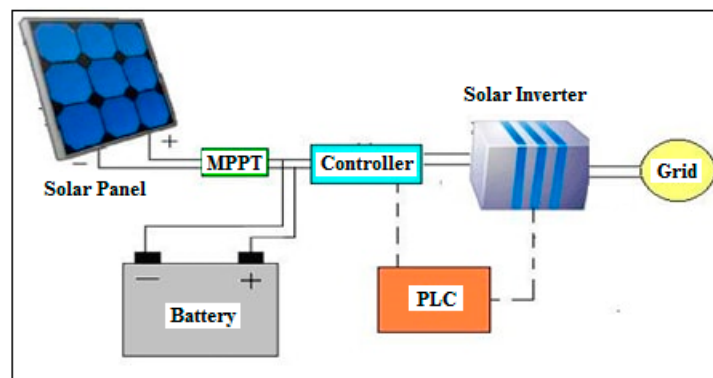 Solar Inverter
+
−
MPPT
Controller
Grid
Solar Panel
− +
Battery
PLC